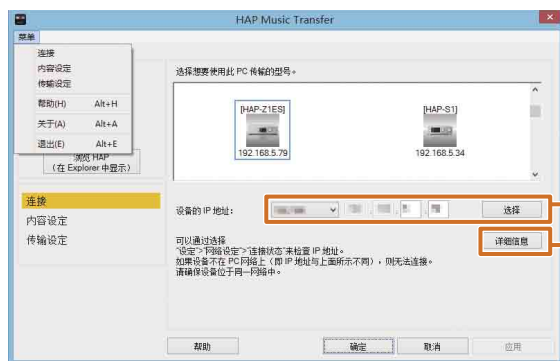 HAP Music Transfer
菜单
连接
内容设定
传输设定
帮助(H) Alt+H
关于(A) Alt+A
退出(E) Alt+E
浏览 HAP
(在 Explorer 中显示)
连接
内容设定
传输设定
选择想要使用此 PC 传输的型号。
[HAP-Z1ES]
192.168.5.79
[HAP-S1]
192.168.5.34
设备的 IP 地址:
选择
可以通过选择
“设定”>“网络设定”>“连接状态”来检查 IP 地址。
如果设备不在 PC 网络上（即 IP 地址与上面所示不同），则无法连接。
请确保设备位于同一网络中。
详细信息
帮助
确定
取消
应用